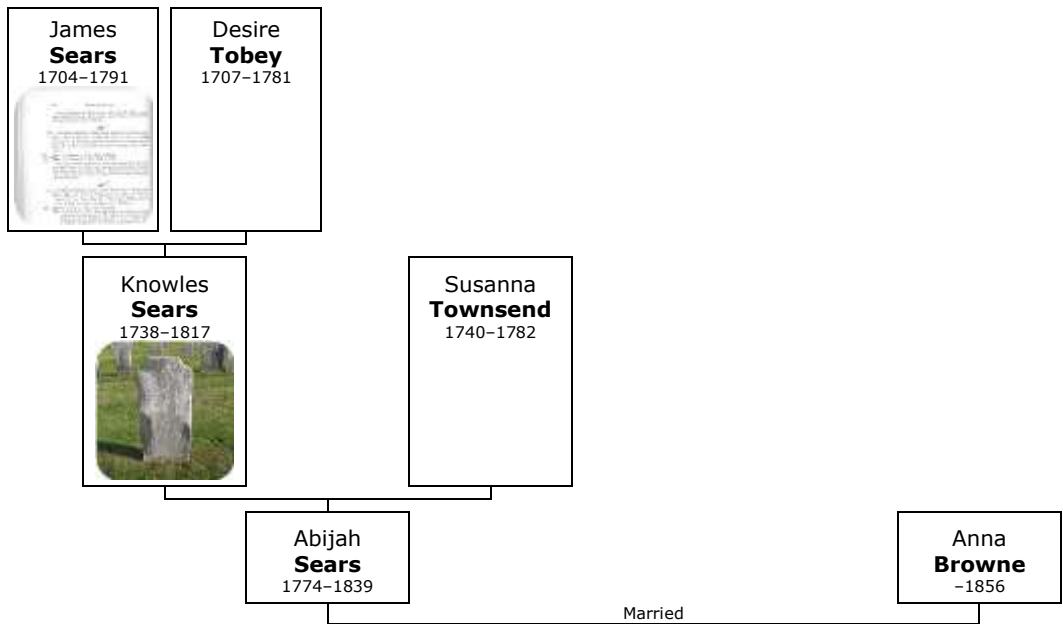 James
Sears
1704–1791
Desire
Tobey
1707–1781
Knowles
Sears
1738–1817
Susanna
Townsend
1740–1782
Abijah
Sears
1774–1839
Anna
Browne
–1856
Married